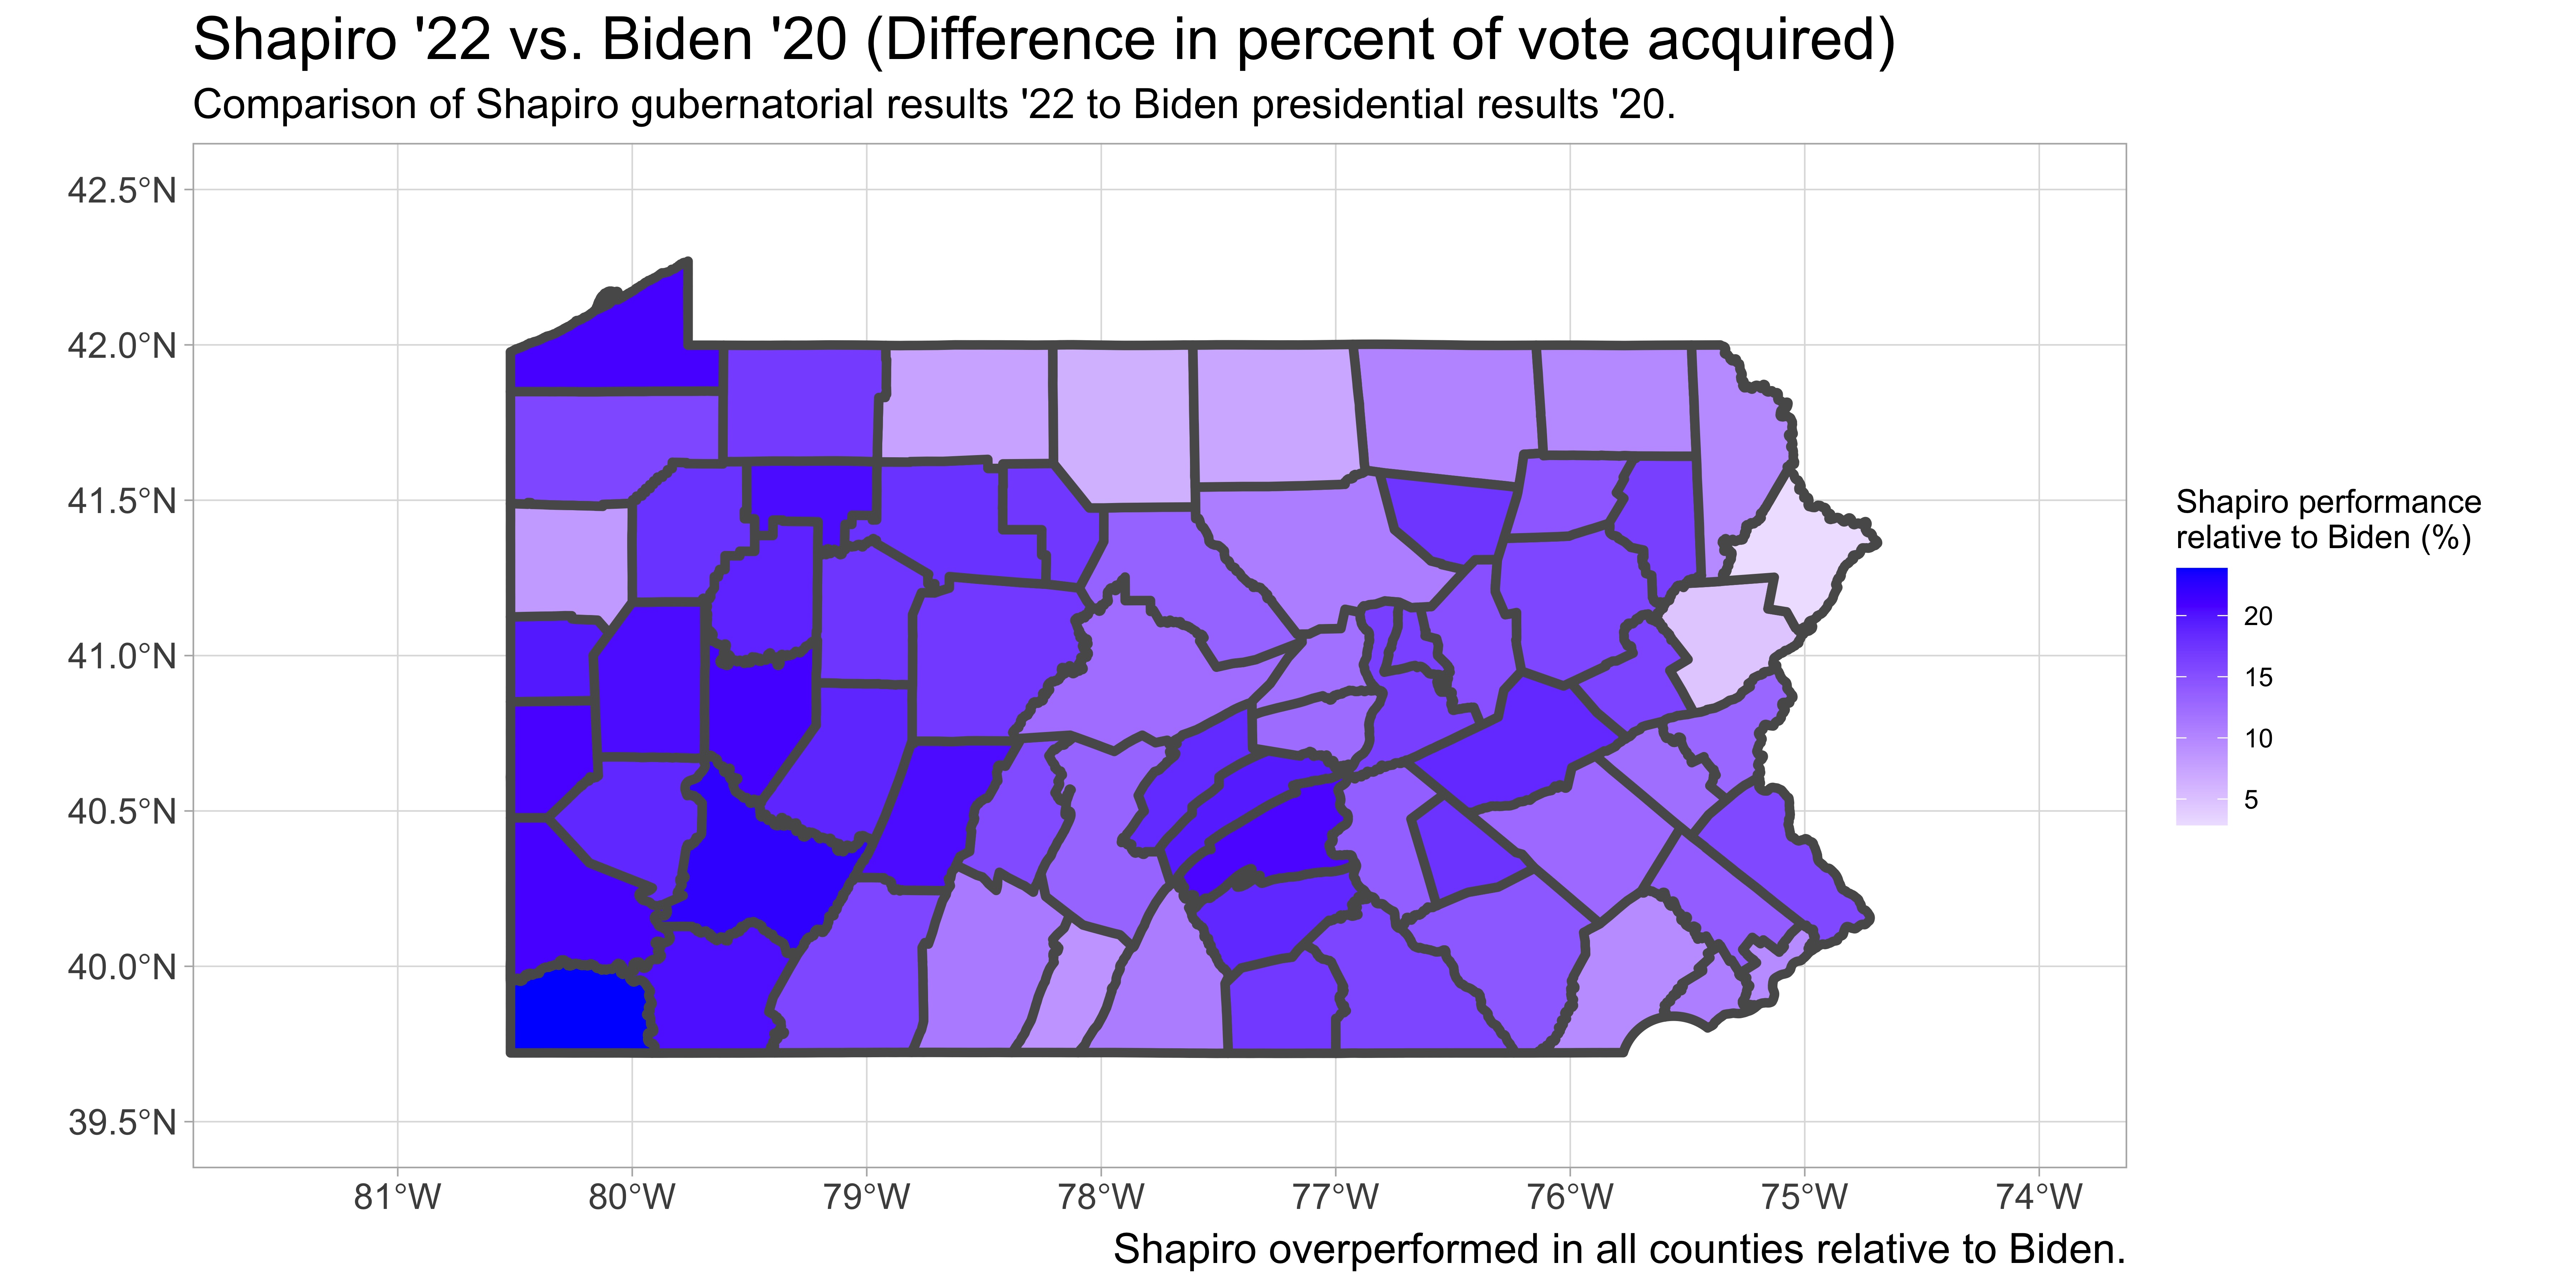 Shapiro '22 vs. Biden '20 (Difference in percent of vote acquired)
Comparison of Shapiro gubernatorial results '22 to Biden presidential results '20.
42.5°N
42.0°N
41.5°N
41.0°N
40.5°N
40.0°N
39.5°N
81°W
80°W
79°W
78°W
77°W
76°W
75°W
74°W
Shapiro performance
relative to Biden (%)
20
15
10
5
Shapiro overperformed in all counties relative to Biden.